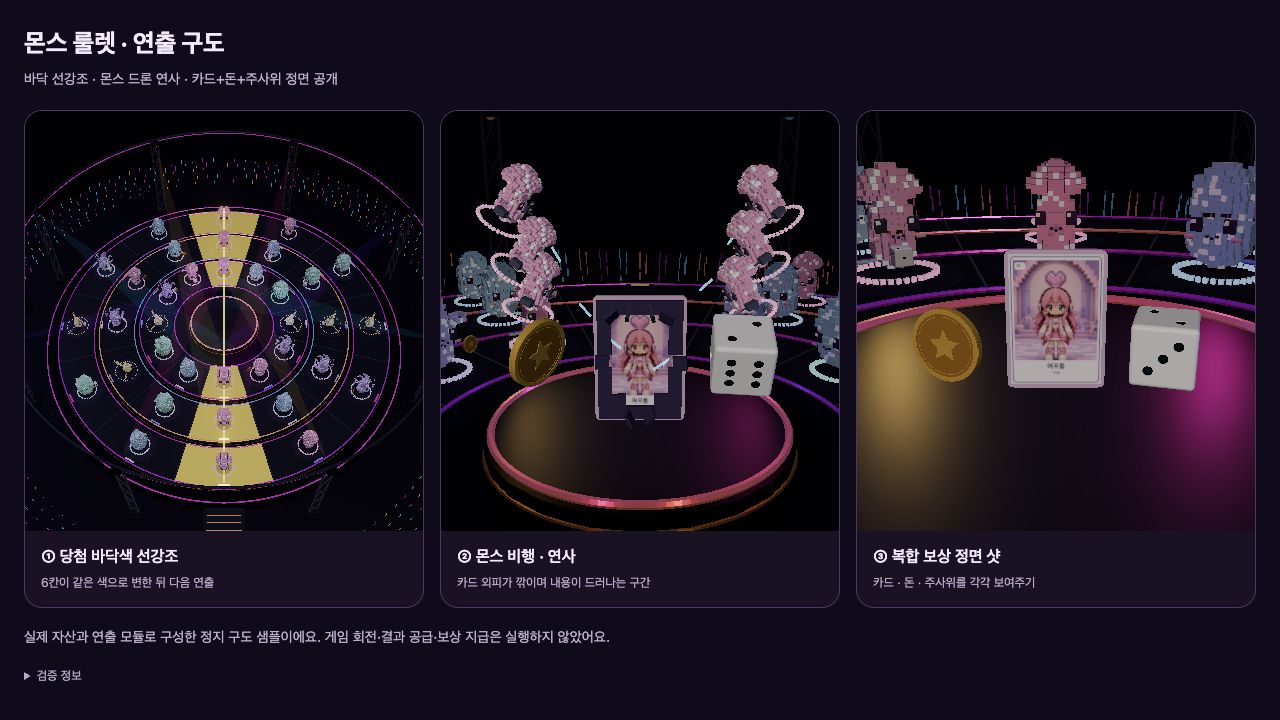 몬스 룰렛 · 연출 구도
바닥 선강조 · 몬스 드론 연사 · 카드+돈+주사위 정면 공개
① 당첨 바닥색 선강조
6칸이 같은 색으로 변한 뒤 다음 연출
② 몬스 비행 · 연사
카드 외피가 깎이며 내용이 드러나는 구간
③ 복합 보상 정면 샷
카드 · 돈 · 주사위를 각각 보여주기
실제 자산과 연출 모듈로 구성한 정지 구도 샘플이에요. 게임 회전·결과 공급·보상 지급은 실행하지 않았어요.
▶ 검증 정보